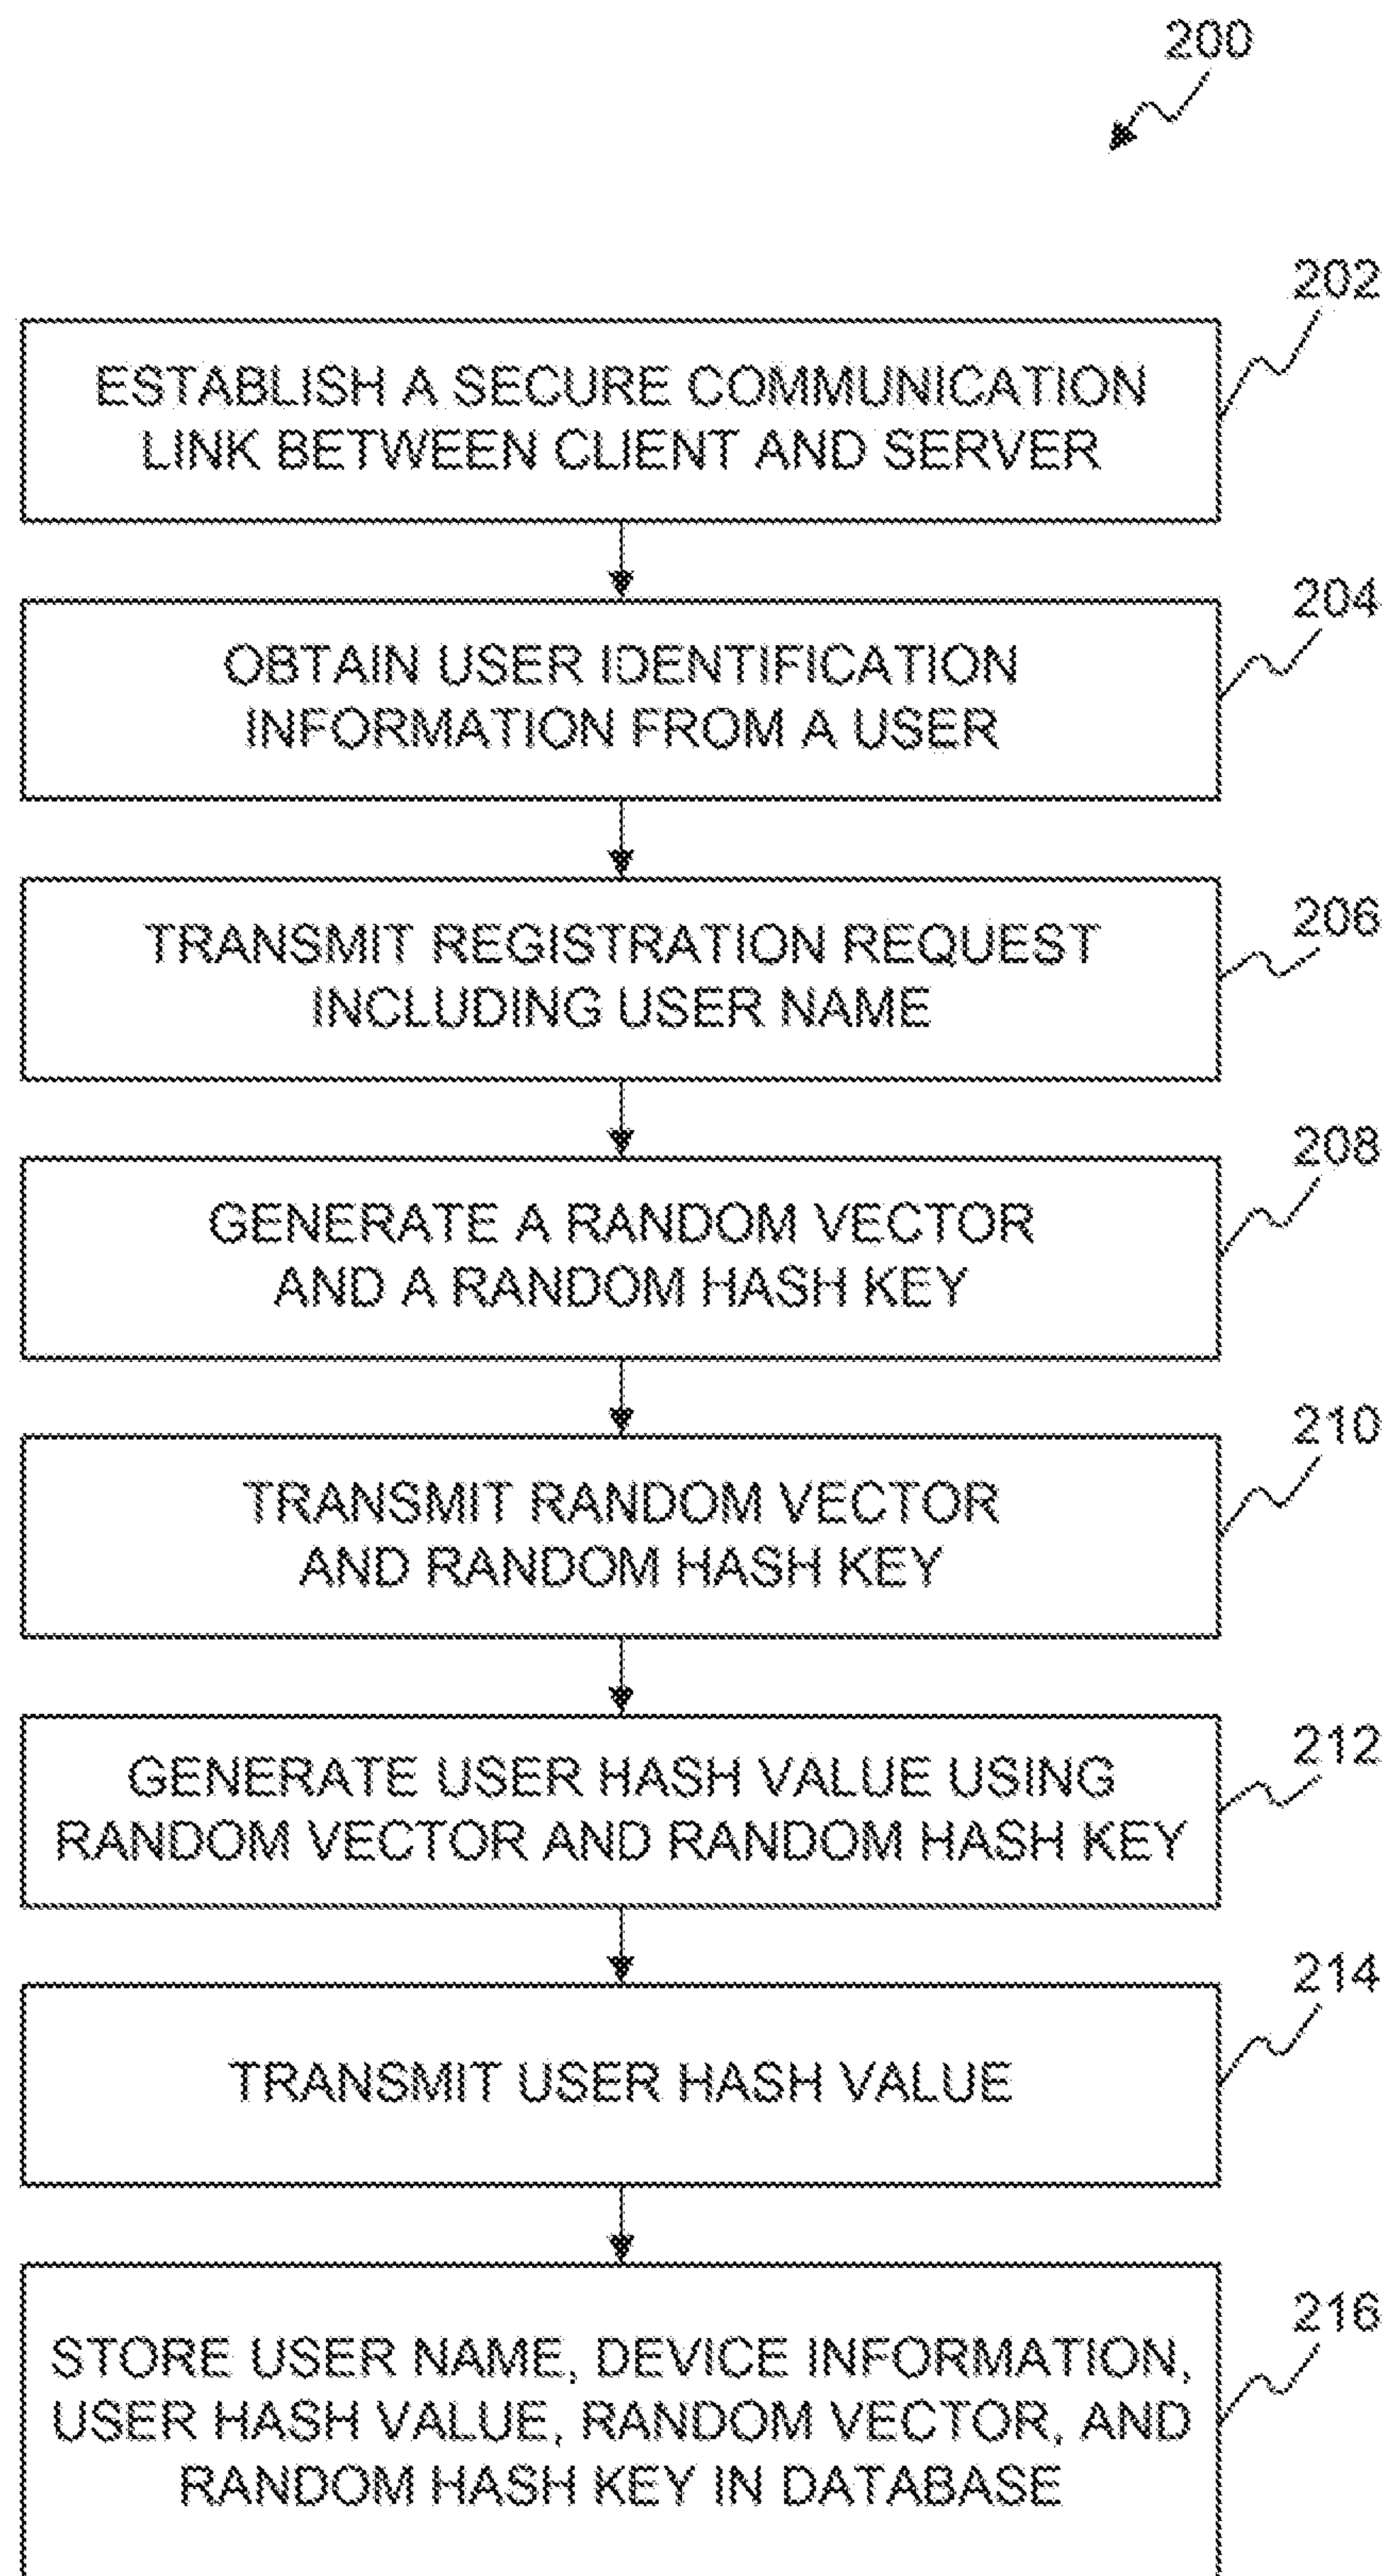 200
202
ESTABLISH A SECURE COMMUNICATION
LINK BETWEEN CLIENT AND SERVER
204
OBTAIN USER IDENTIFICATION
INFORMATION FROM A USER
206
TRANSMIT REGISTRATION REQUEST
INCLUDING USER NAME
208
GENERATE A RANDOM VECTOR
AND A RANDOM HASH KEY
210
TRANSMIT RANDOM VECTOR
AND RANDOM HASH KEY
212
GENERATE USER HASH VALUE USING
RANDOM VECTOR AND RANDOM HASH KEY
214
TRANSMIT USER HASH VALUE
216
STORE USER NAME, DEVICE INFORMATION,
USER HASH VALUE, RANDOM VECTOR, AND
RANDOM HASH KEY IN DATABASE